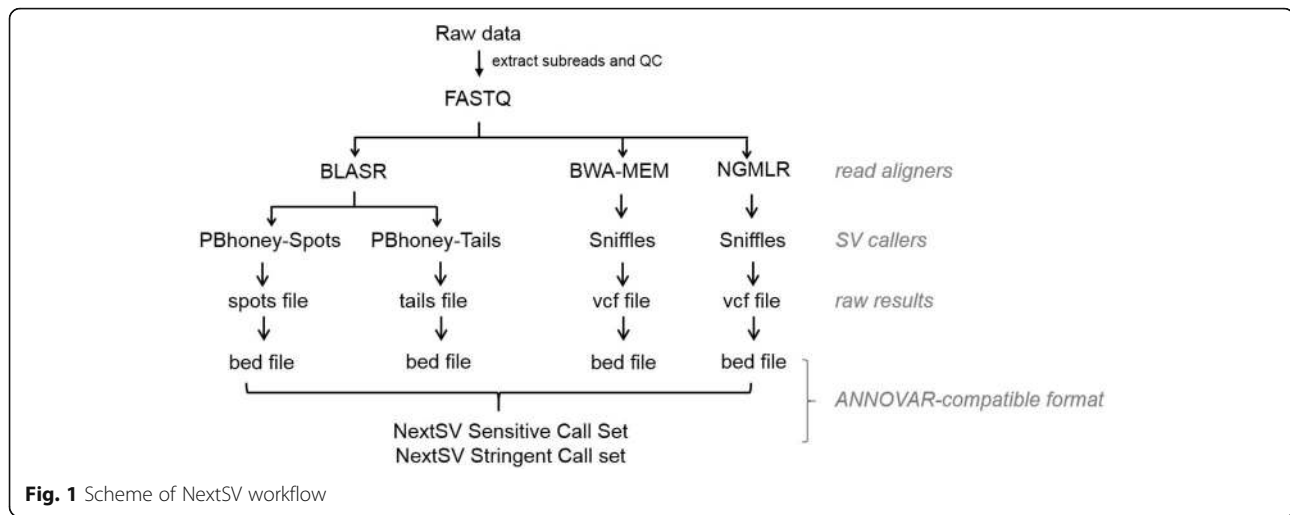 Raw data
extract subreads and QC
FASTQ
BLASR BWA-MEM NGMLR read aligners
PBhoney-Spots PBhoney-Tails Sniffles Sniffles SV callers
spots file tails file vcf file vcf file raw results
bed file bed file bed file bed file
ANNOVAR-compatible format
NextSV Sensitive Call Set
NextSV Stringent Call set
Fig. 1 Scheme of NextSV workflow